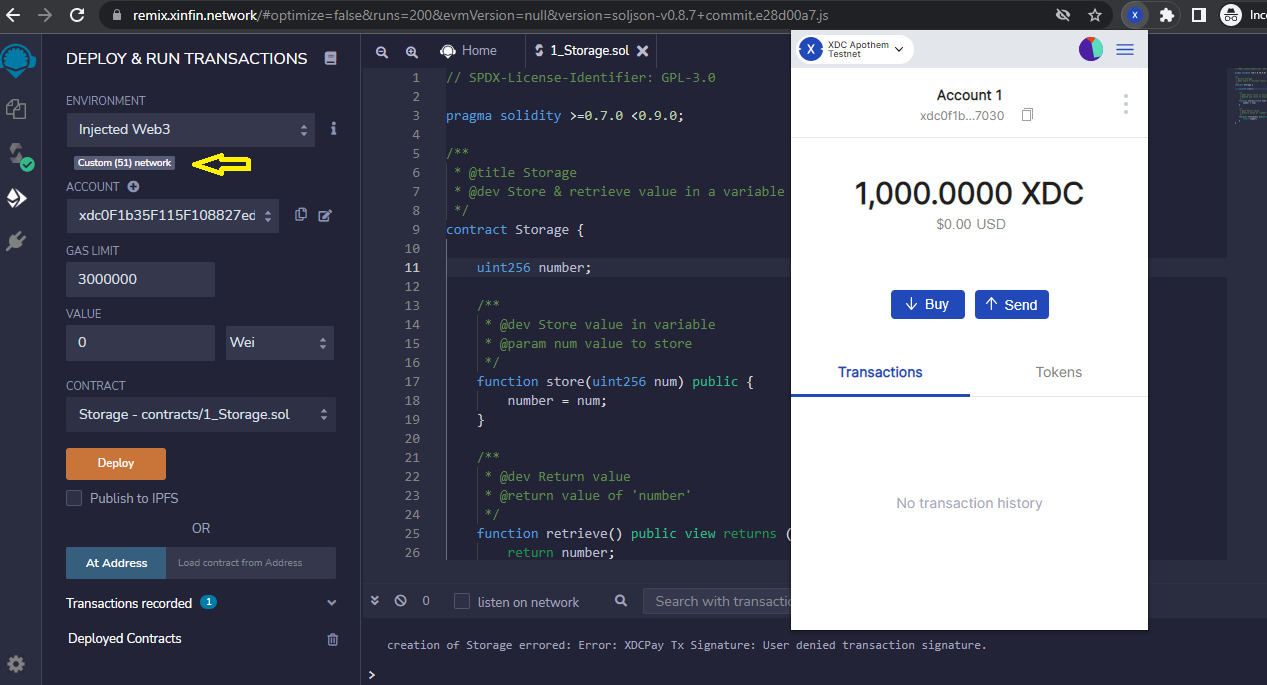 remix.xinfin.network/#optimize=false&runs=200&evmVersion=null&version=soljson-v0.8.7+commit.e28d00a7.js
DEPLOY & RUN TRANSACTIONS
ENVIRONMENT
Injected Web3
Custom (51) network
ACCOUNT
xdc0F1b35F115F108827ed
GAS LIMIT
3000000
VALUE
0
Wei
CONTRACT
Storage - contracts/1_Storage.sol
Deploy
Publish to IPFS
OR
At Address
Load contract from Address
Transactions recorded 1
Deployed Contracts
Home
1_Storage.sol
1 // SPDX-License-Identifier: GPL-3.0
2
3 pragma solidity >=0.7.0 <0.9.0;
4
5 /**
6 * @title Storage
7 * @dev Store & retrieve value in a variable
8 */
9 contract Storage {
10
11 uint256 number;
12
13 /**
14 * @dev Store value in variable
15 * @param num value to store
16 */
17 function store(uint256 num) public {
18 number = num;
19 }
20
21 /**
22 * @dev Return value
23 * @return value of 'number'
24 */
25 function retrieve() public view returns (
26 return number;
0
listen on network
Search with transactio
creation of Storage errored: Error: XDCPay Tx Signature: User denied transaction signature.
>
X
Inc
X
XDC Apothem
Testnet
Account 1
xdc0f1b...7030
1,000.0000 XDC
$0.00 USD
Buy
Send
Transactions
Tokens
No transaction history